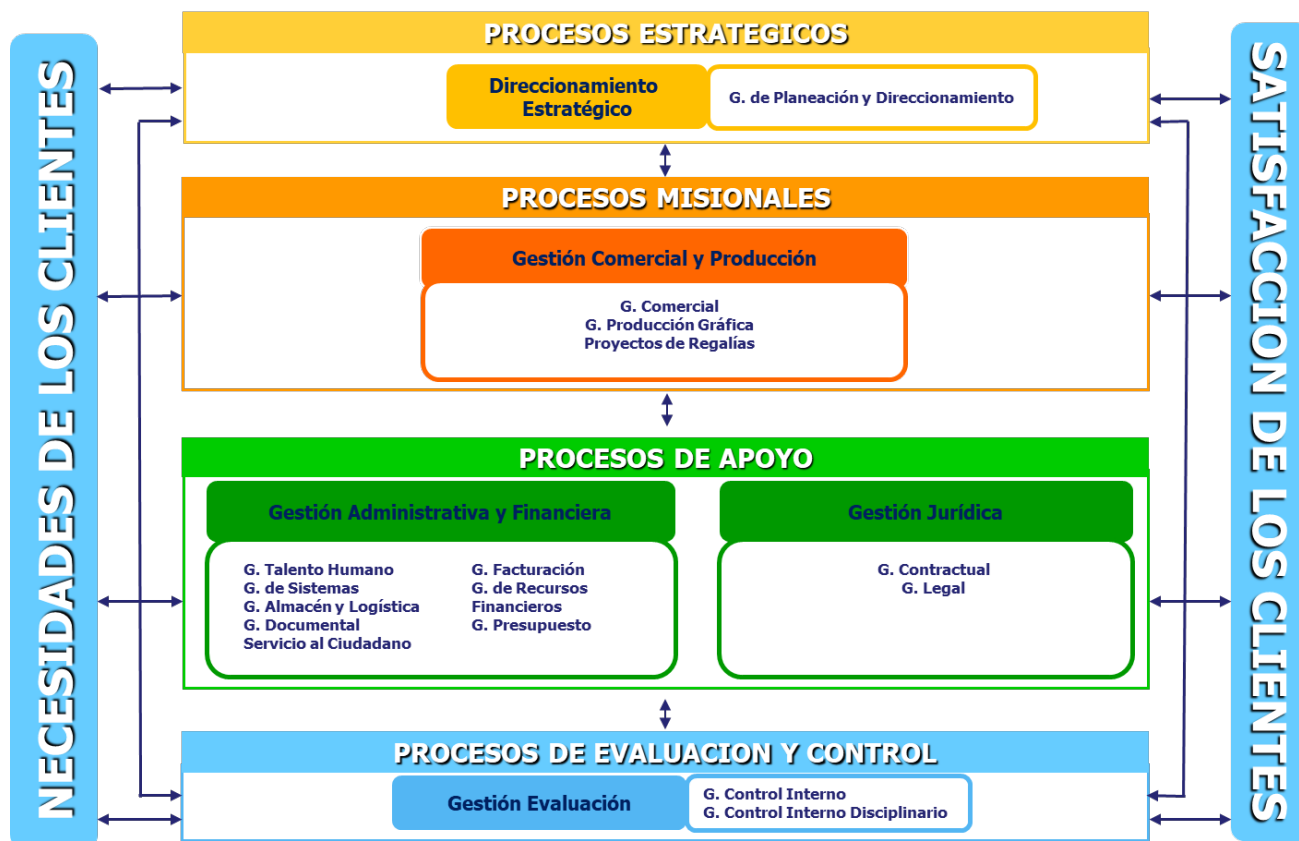 NECESIDADES DE LOS CLIENTES
PROCESOS ESTRATEGICOS
Direccionamiento
Estratégico
G. de Planeación y Direccionamiento
PROCESOS MISIONALES
Gestión Comercial y Producción
G. Comercial
G. Producción Gráfica
Proyectos de Regalías
PROCESOS DE APOYO
Gestión Administrativa y Financiera
G. Talento Humano
G. de Sistemas
G. Almacén y Logística
G. Documental
Servicio al Ciudadano
G. Facturación
G. de Recursos
Financieros
G. Presupuesto
Gestión Jurídica
G. Contractual
G. Legal
PROCESOS DE EVALUACION Y CONTROL
Gestión Evaluación
G. Control Interno
G. Control Interno Disciplinario
SATISFACCION DE LOS CLIENTES